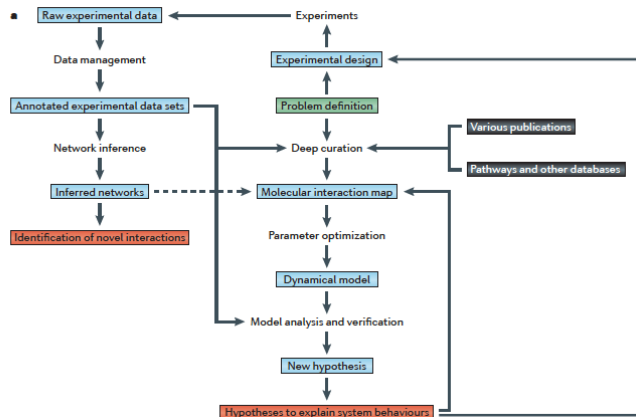 a
Raw experimental data
Experiments
Data management
Experimental design
Annotated experimental data sets
Problem definition
Various publications
Network inference
Deep curation
Pathways and other databases
Inferred networks
Molecular interaction map
Identification of novel interactions
Parameter optimization
Dynamical model
Model analysis and verification
New hypothesis
Hypotheses to explain system behaviours